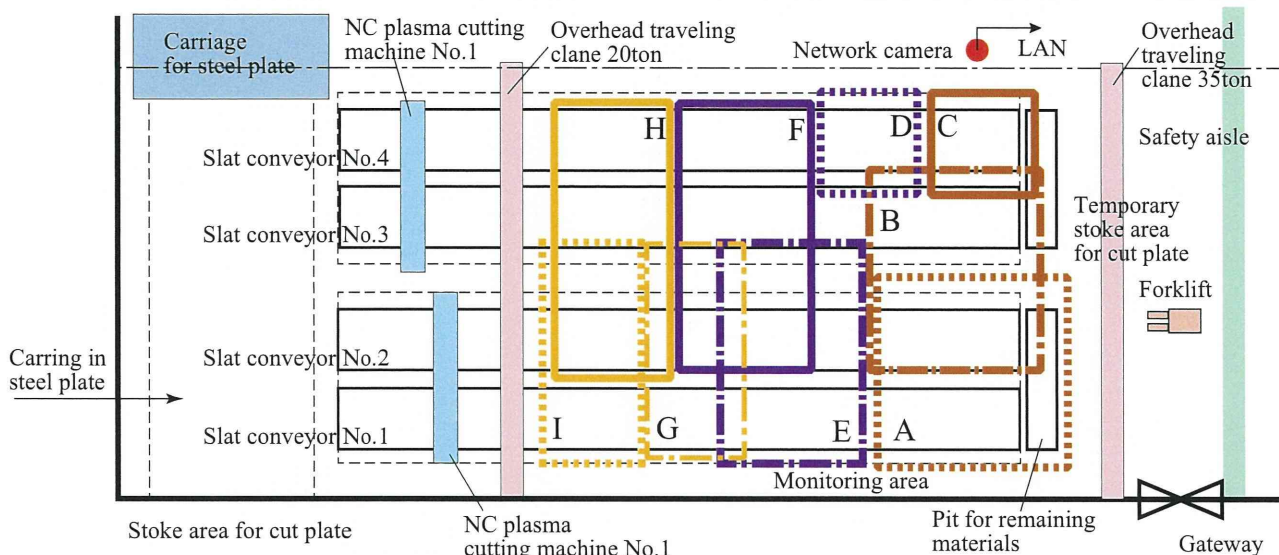 Carriage
for steel plate
NC plasma cutting
machine No.1
Overhead traveling
clane 20ton
Network camera
LAN
Overhead
traveling
clane 35ton
Safety aisle
H
F
D
C
Slat conveyor No.4
B
Slat conveyor No.3
Temporary
stoke area
for cut plate
Forklift
Carring in
steel plate
Slat conveyor No.2
Slat conveyor No.1
I
G
E
A
Monitoring area
Stoke area for cut plate
NC plasma
cutting machine No.1
Pit for remaining
materials
Gateway